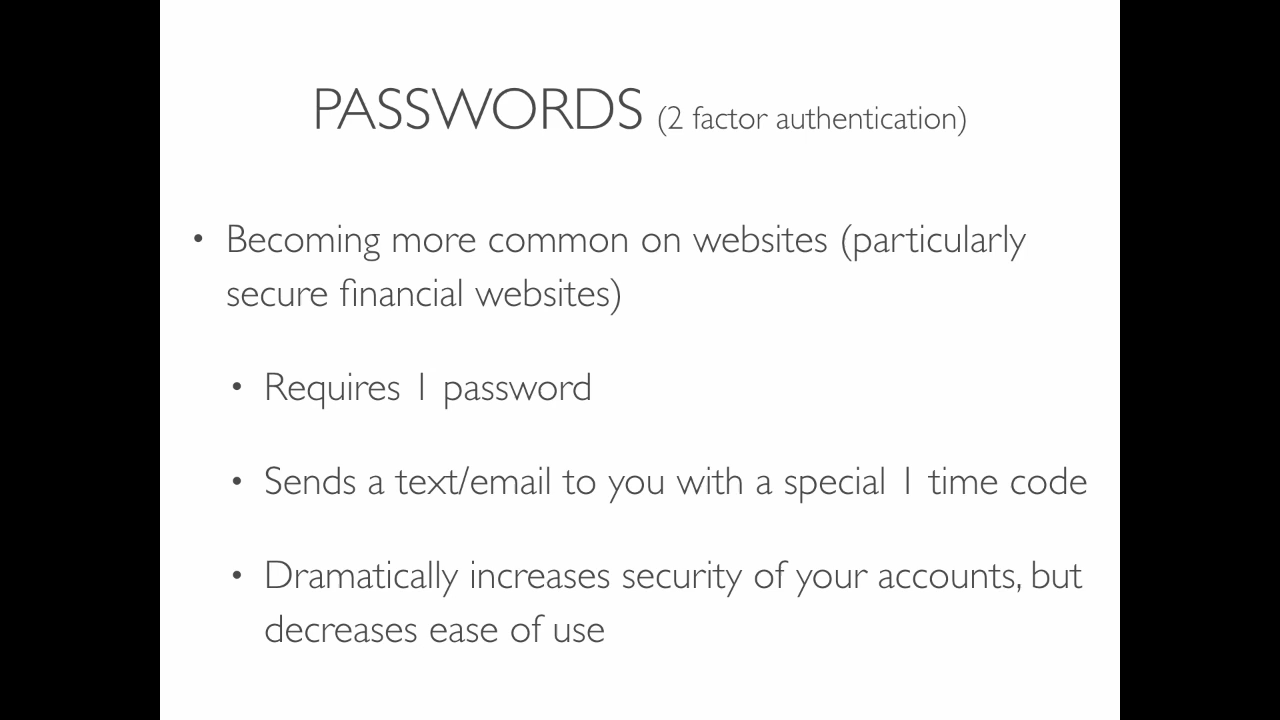 PASSWORDS (2 factor authentication)
• Becoming more common on websites (particularly
secure financial websites)
• Requires 1 password
• Sends a text/email to you with a special 1 time code
• Dramatically increases security of your accounts, but
decreases ease of use